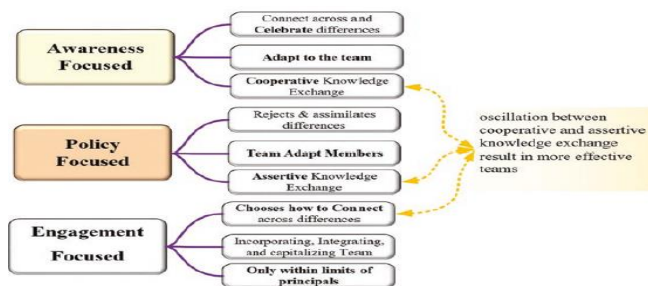 Connect across and
Celebrate differences
Awareness
Focused
Adapt to the team
Cooperative Knowledge
Exchange
Rejects & assimilates
differences
Policy
Focused
Team Adapt Members
Assertive Knowledge
Exchange
oscillation between
cooperative and assertive
knowledge exchange
result in more effective
teams
Chooses how to Connect
across differences
Engagement
Focused
Incorporating, Integrating,
and capitalizing Team
Only within limits of
principals